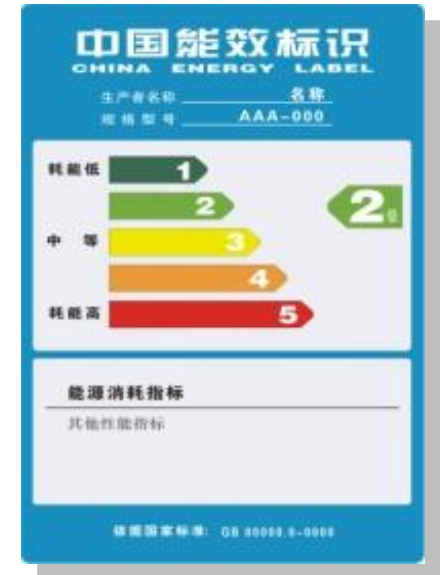 中国能效标识
CHINA ENERGY LABEL
生产者名称 名称
规格型号 AAA-000
耗能低 1
2 2级
中 等 3
4
耗能高 5
能源消耗指标
其他性能指标
依据国家标准: GB 00000.0-0000